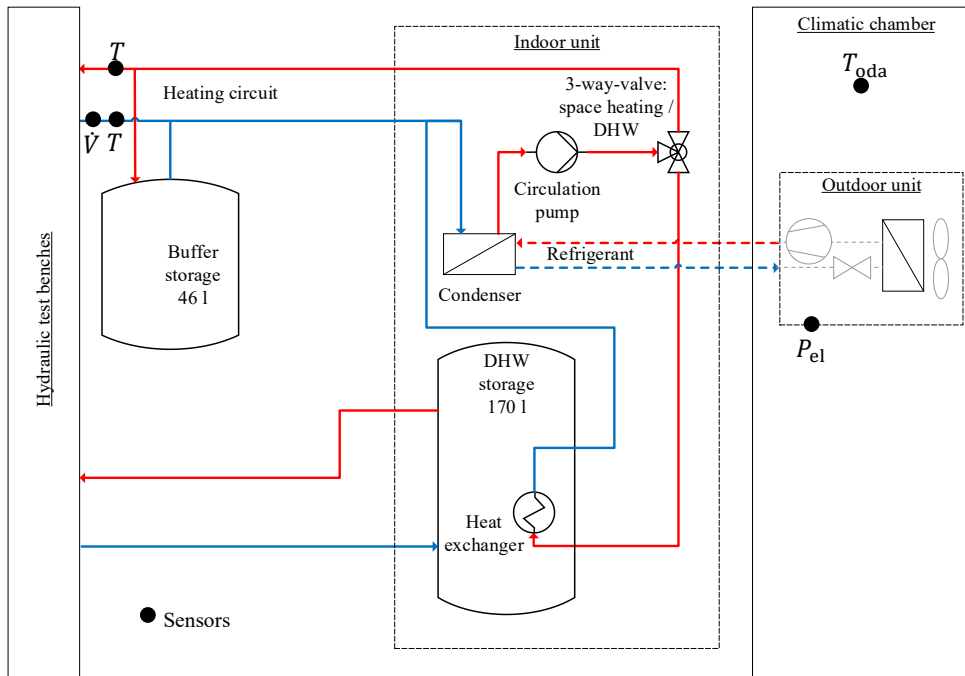 Indoor unit
Climatic chamber
T
T_oda
3-way-valve:
space heating /
DHW
Heating circuit
V̇
T
Circulation
pump
Outdoor unit
Buffer
storage
46 l
Refrigerant
Condenser
Hydraulic test benches
P_el
DHW
storage
170 l
Heat
exchanger
Sensors